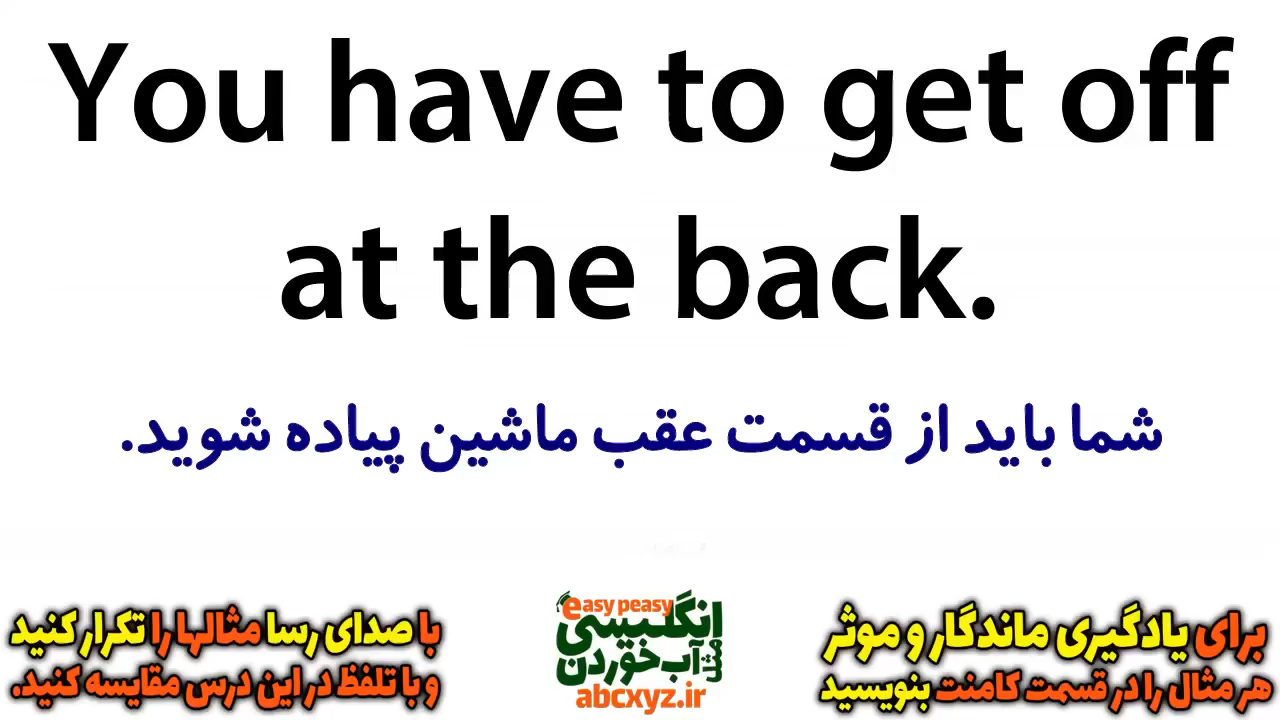 You have to get off
at the back.
شما باید از قسمت عقب ماشین پیاده شوید.
برای یادگیری ماندگار و موثر
هر مثال را در قسمت کامنت بنویسید
easy peasy
انگلیسی
مثل
آب خوردن
abcxyz.ir
با صدای رسا مثالها را تکرار کنید
و با تلفظ در این درس مقایسه کنید.